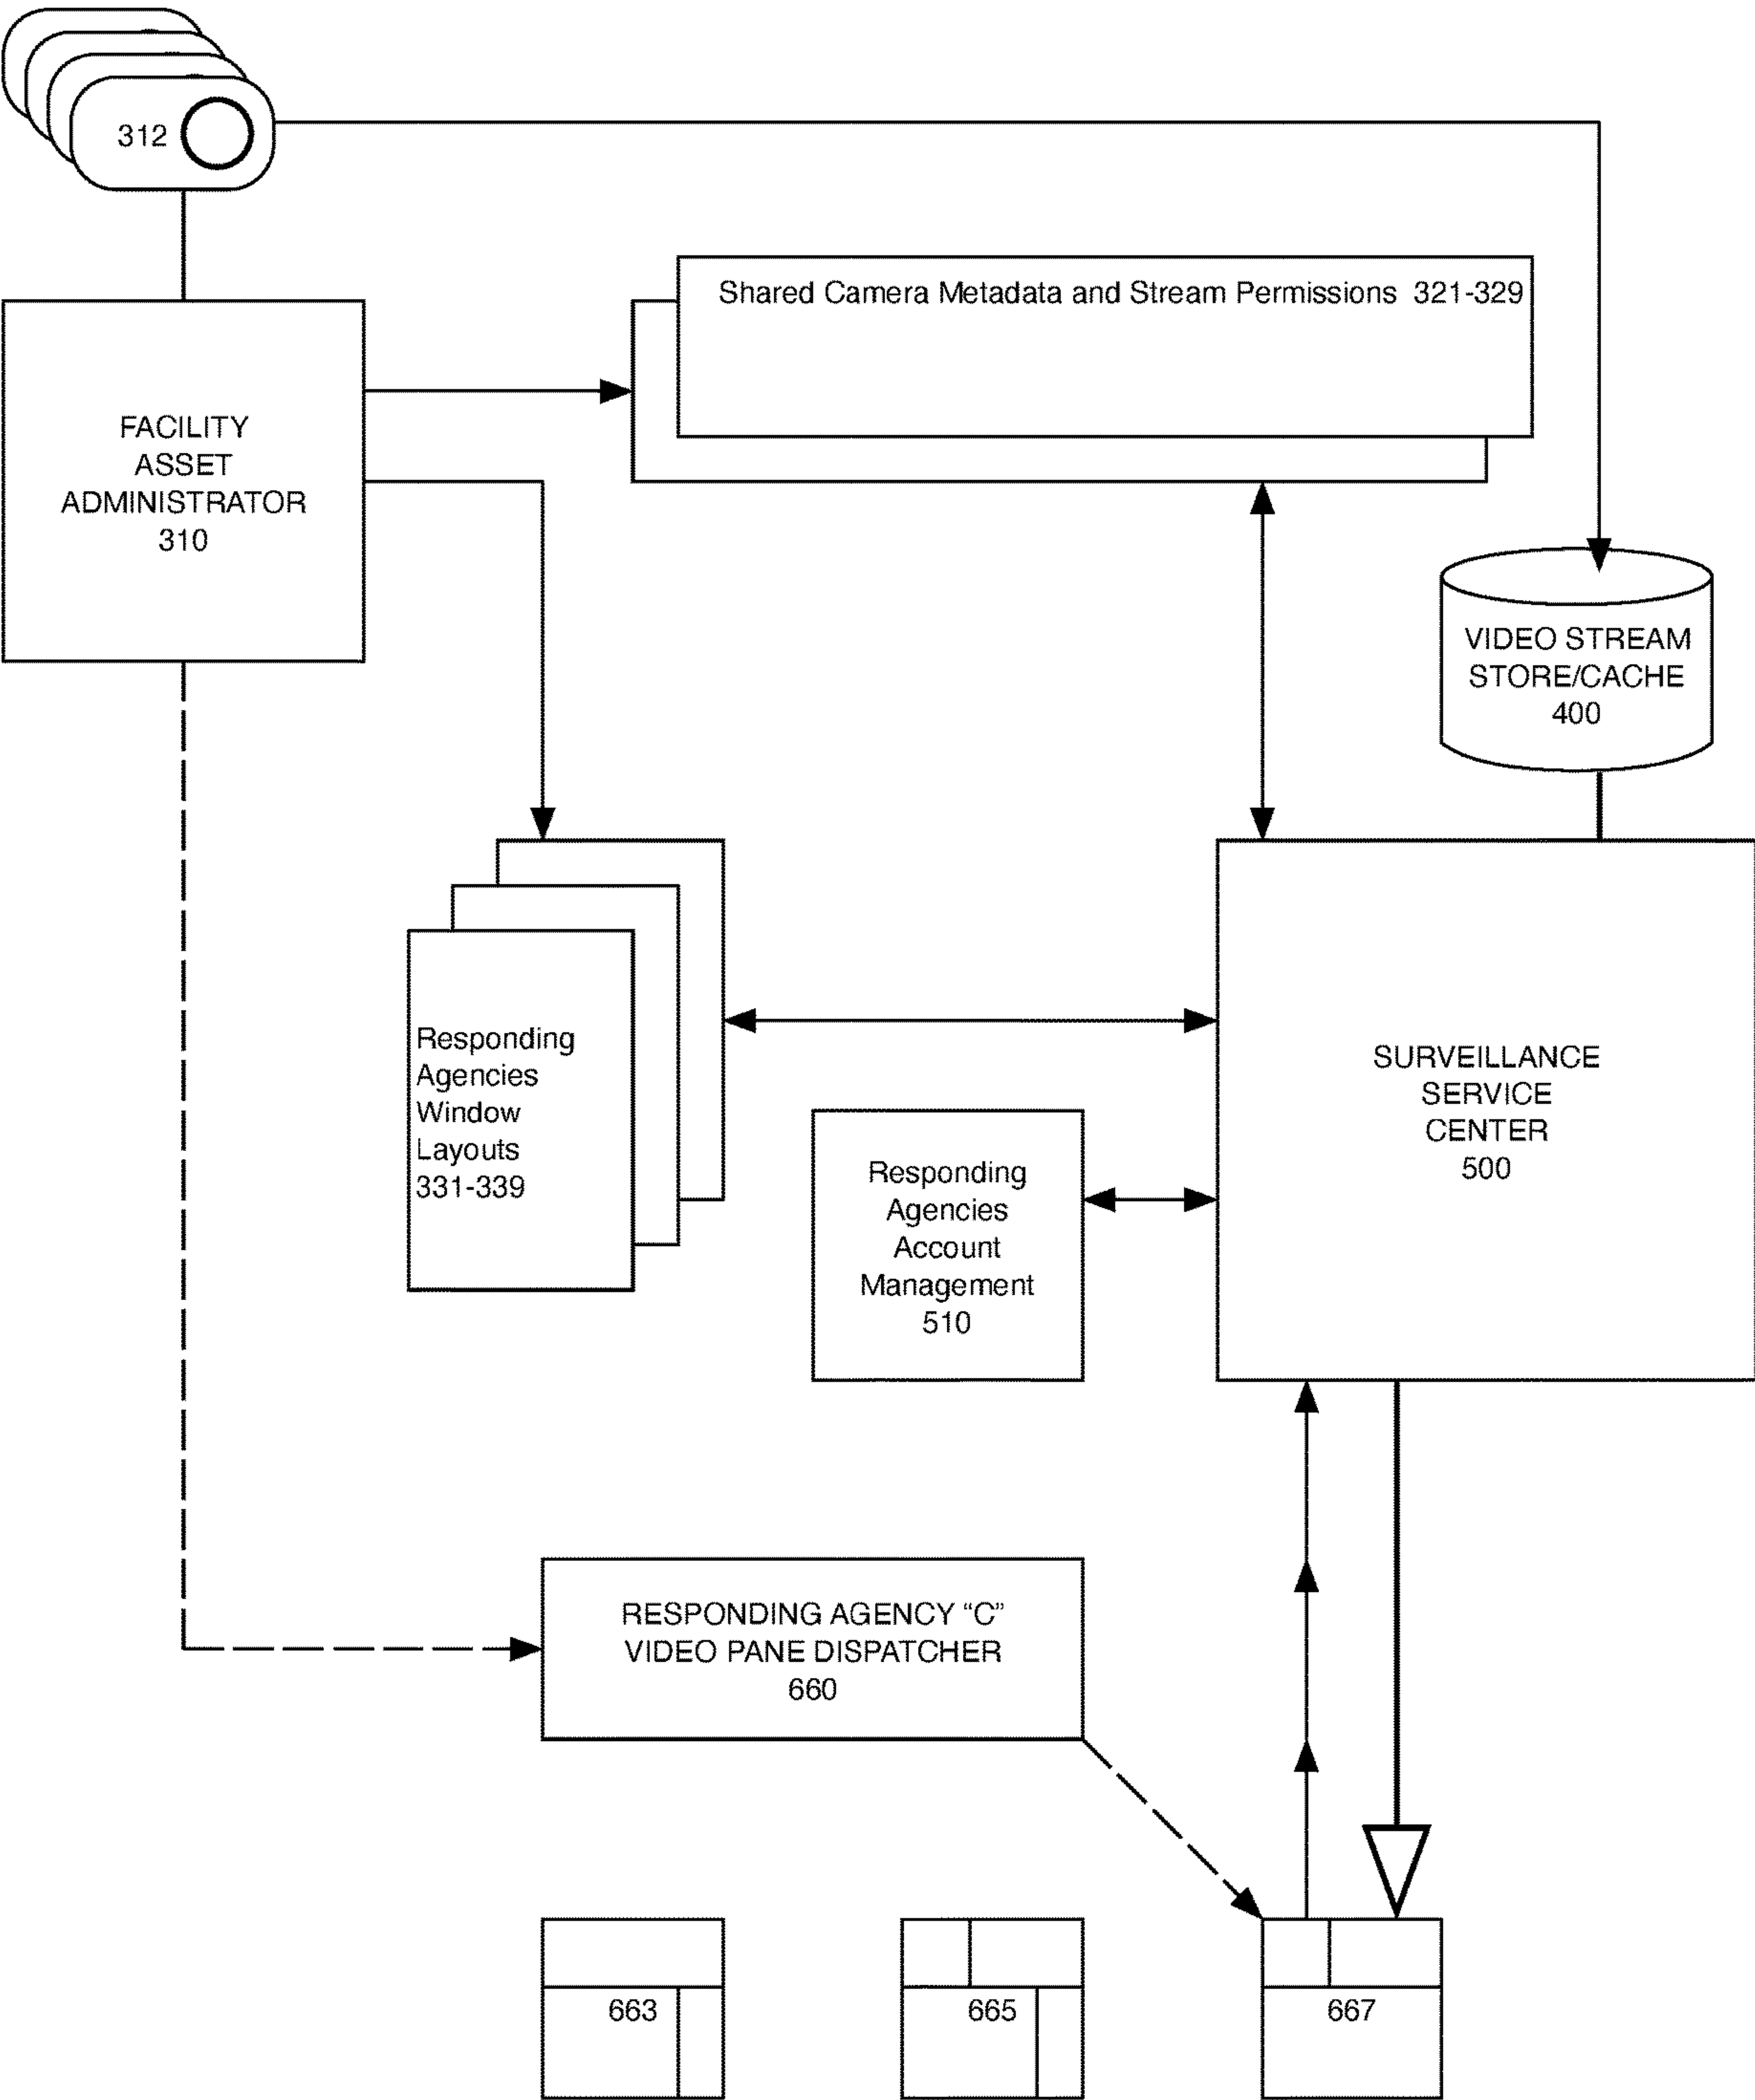 312
Shared Camera Metadata and Stream Permissions 321-329
FACILITY
ASSET
ADMINISTRATOR
310
VIDEO STREAM
STORE/CACHE
400
Responding
Agencies
Window
Layouts
331-339
SURVEILLANCE
SERVICE
CENTER
500
Responding
Agencies
Account
Management
510
RESPONDING AGENCY “C”
VIDEO PANE DISPATCHER
660
663
665
667